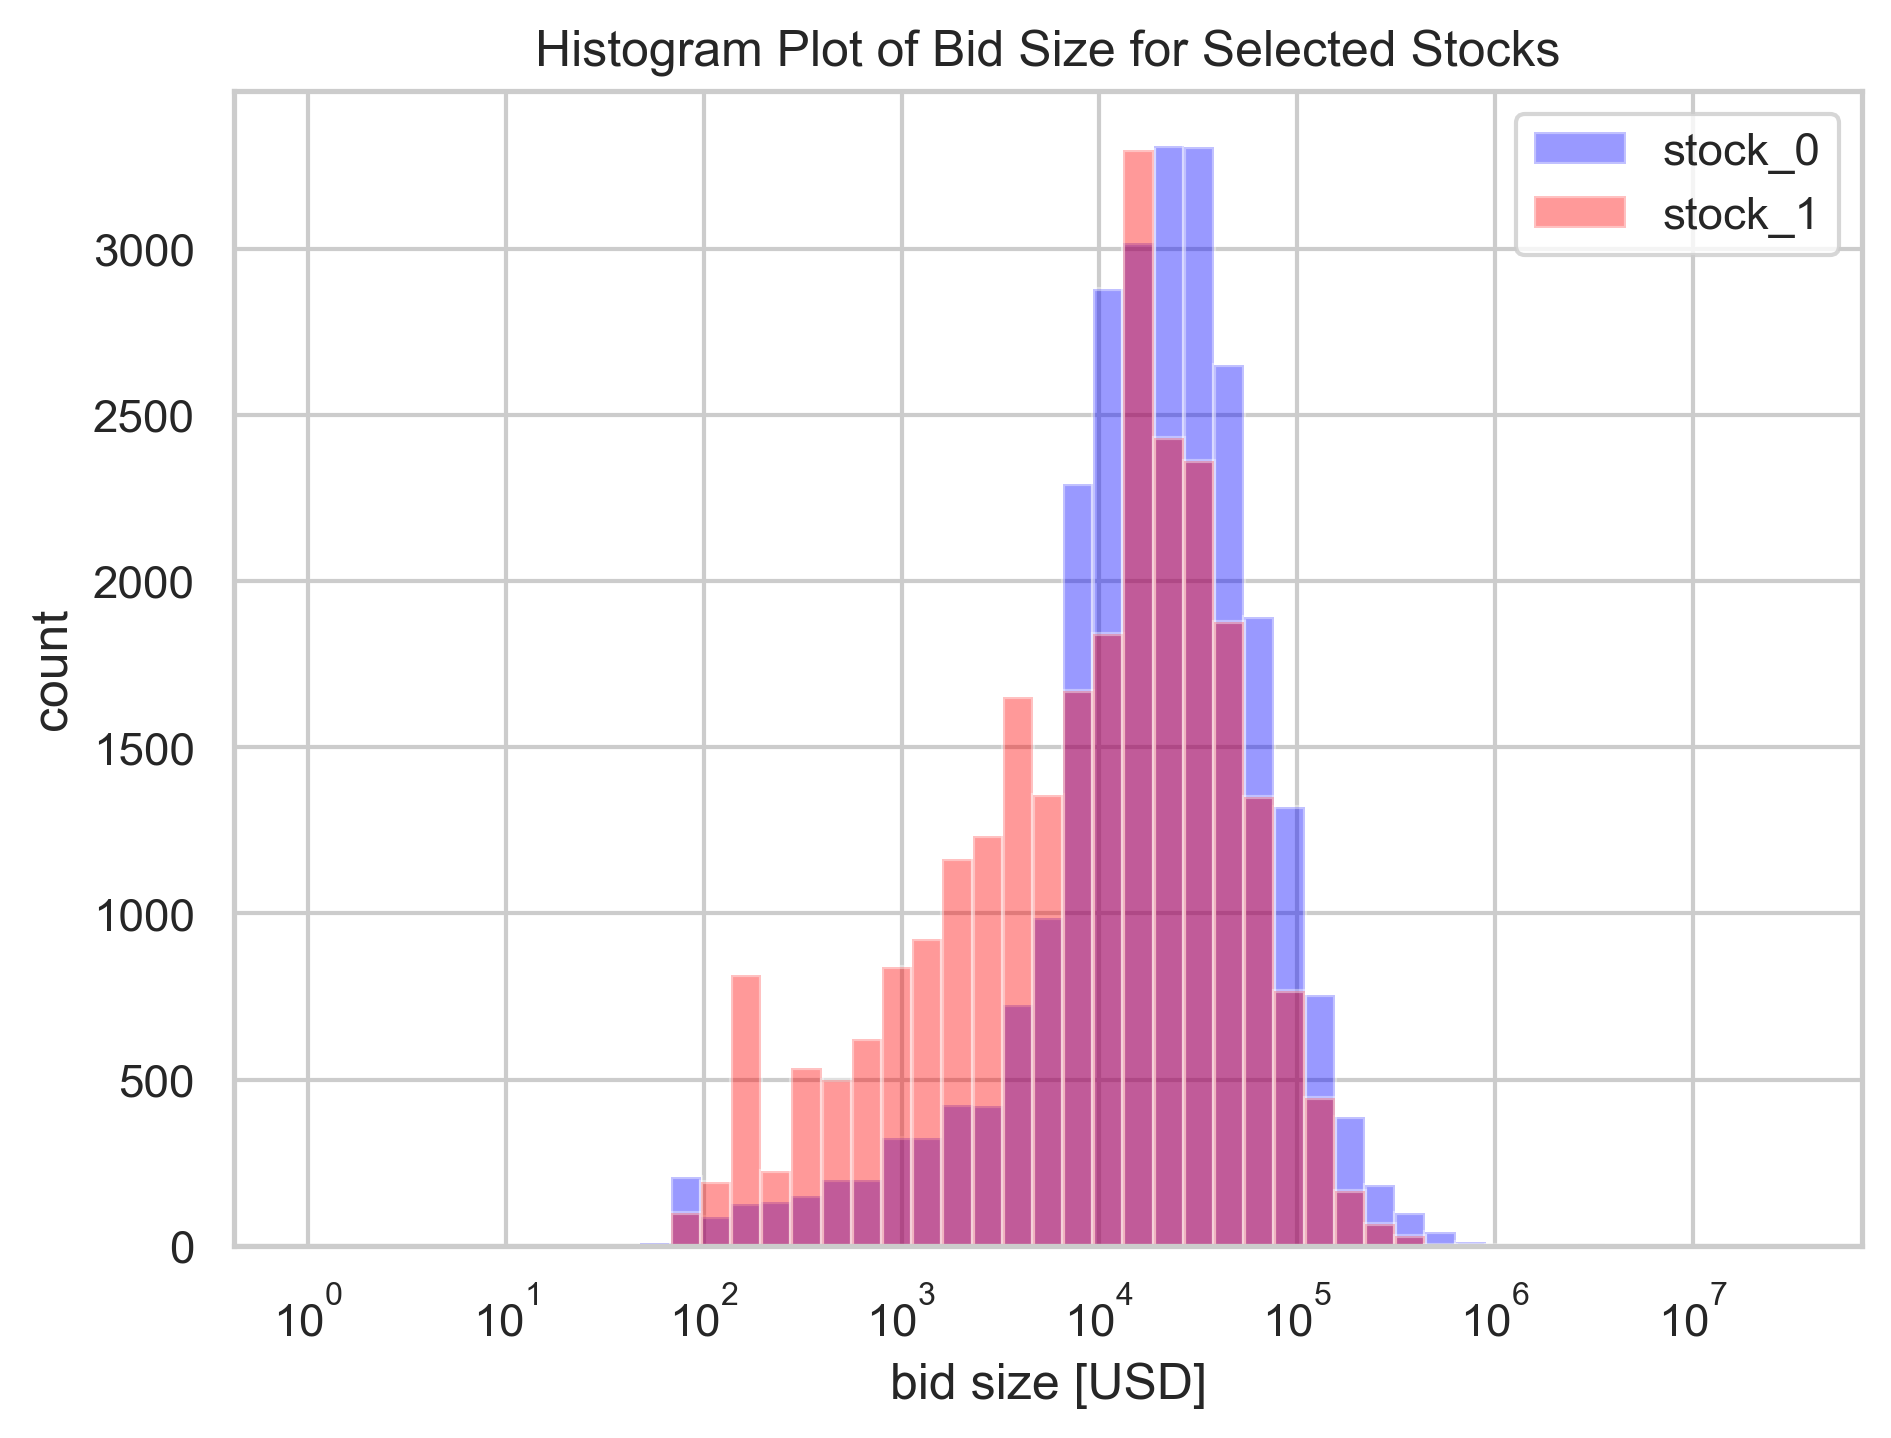 Histogram Plot of Bid Size for Selected Stocks
stock_0
stock_1
count
3000
2500
2000
1500
1000
500
0
10^0 10^1 10^2 10^3 10^4 10^5 10^6 10^7
bid size [USD]